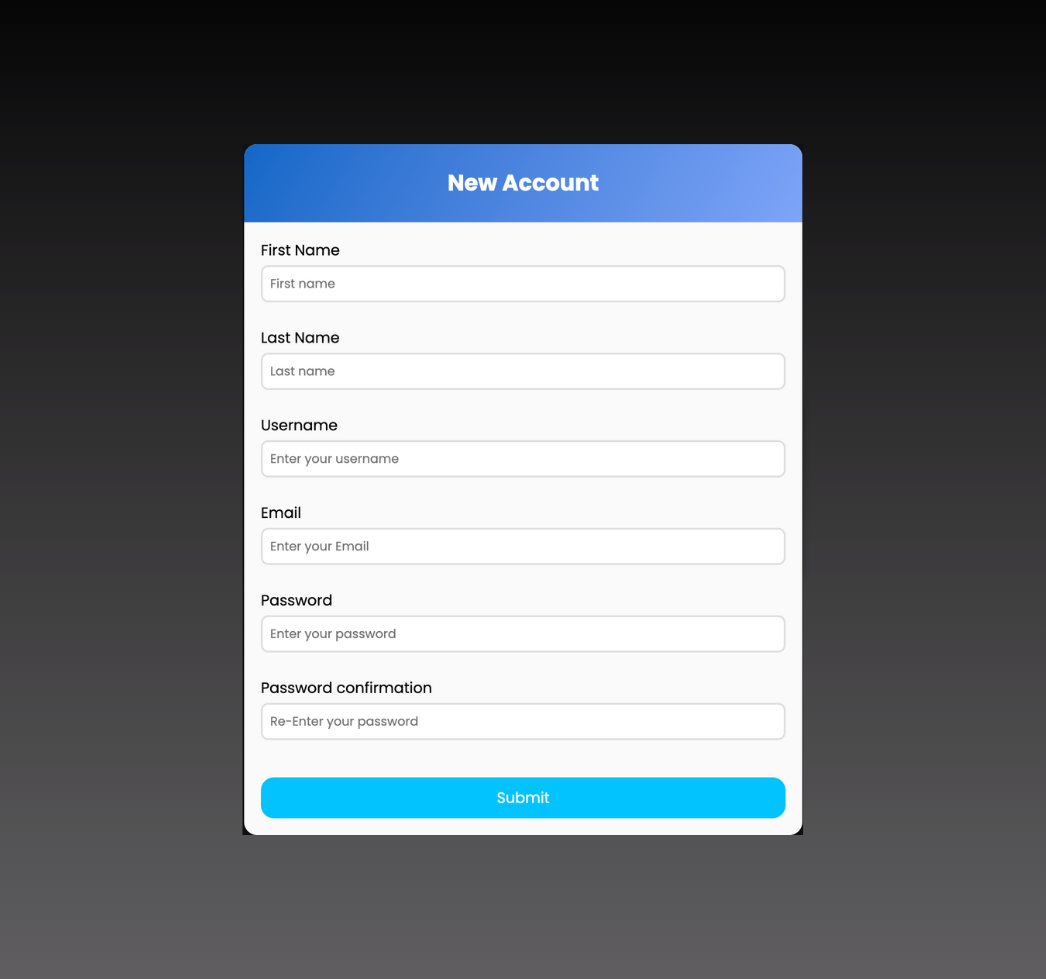 New Account
First Name
First name
Last Name
Last name
Username
Enter your username
Email
Enter your Email
Password
Enter your password
Password confirmation
Re-Enter your password
Submit